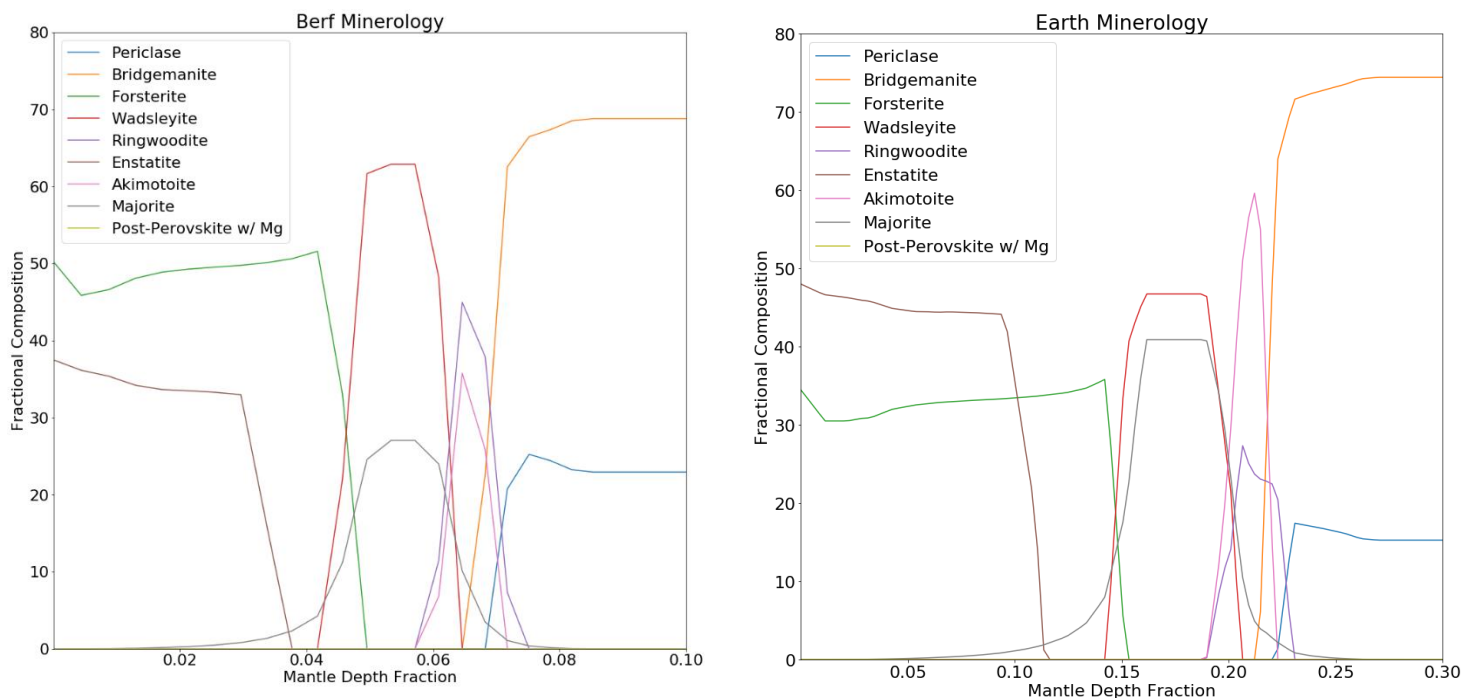 Berf Minerology
80
70
60
50
40
30
20
10
0
Fractional Composition
Periclase
Bridgemanite
Forsterite
Wadsleyite
Ringwoodite
Enstatite
Akimotoite
Majorite
Post-Perovskite w/ Mg
0.02 0.04 0.06 0.08 0.10
Mantle Depth Fraction
Earth Minerology
80
70
60
50
40
30
20
10
0
Fractional Composition
Periclase
Bridgemanite
Forsterite
Wadsleyite
Ringwoodite
Enstatite
Akimotoite
Majorite
Post-Perovskite w/ Mg
0.05 0.10 0.15 0.20 0.25 0.30
Mantle Depth Fraction